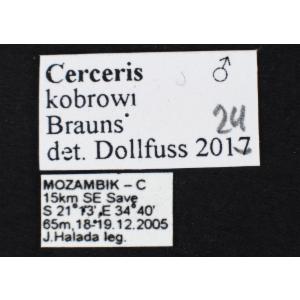 Cerceris ♂
kobrowi
Brauns
det. Dollfuss 2017 24
MOZAMBIK – C
15km SE Save
S 21°13', E 34°40'
65m, 18-19.12.2005
J.Halada leg.